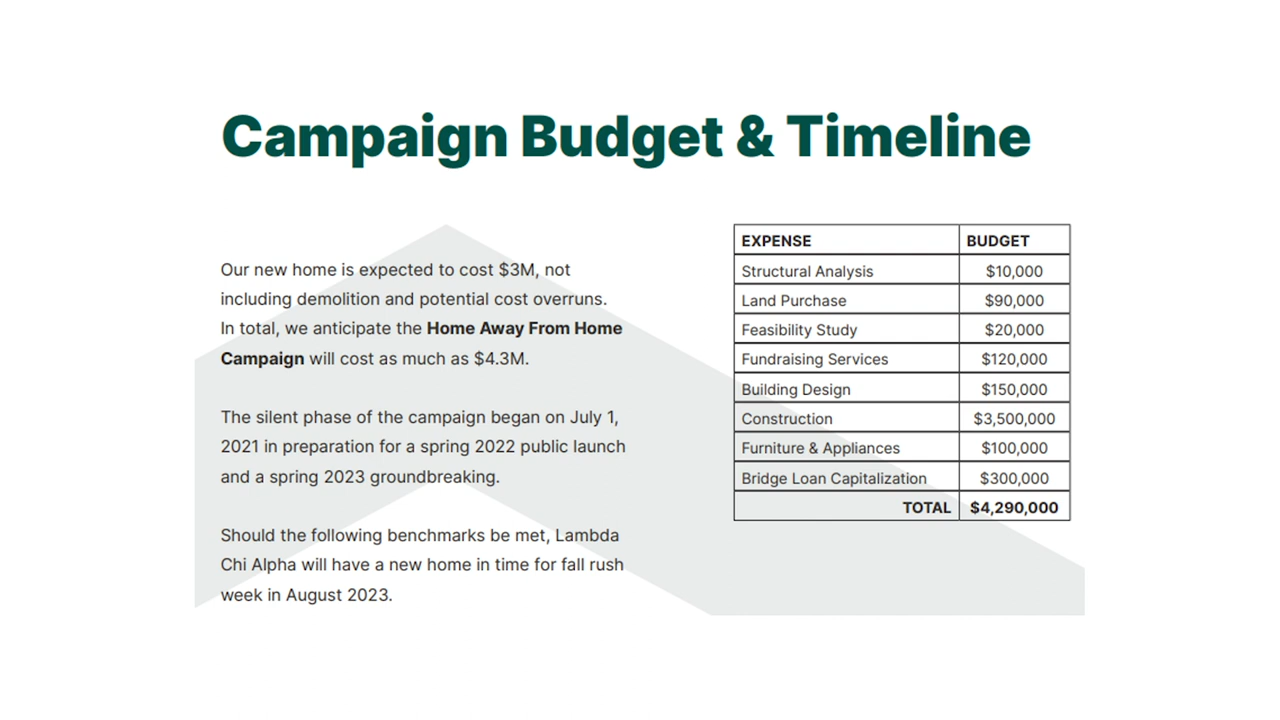 Campaign Budget & Timeline
Our new home is expected to cost $3M, not
including demolition and potential cost overruns.
In total, we anticipate the Home Away From Home
Campaign will cost as much as $4.3M.
The silent phase of the campaign began on July 1,
2021 in preparation for a spring 2022 public launch
and a spring 2023 groundbreaking.
Should the following benchmarks be met, Lambda
Chi Alpha will have a new home in time for fall rush
week in August 2023.
EXPENSE BUDGET
Structural Analysis $10,000
Land Purchase $90,000
Feasibility Study $20,000
Fundraising Services $120,000
Building Design $150,000
Construction $3,500,000
Furniture & Appliances $100,000
Bridge Loan Capitalization $300,000
TOTAL $4,290,000